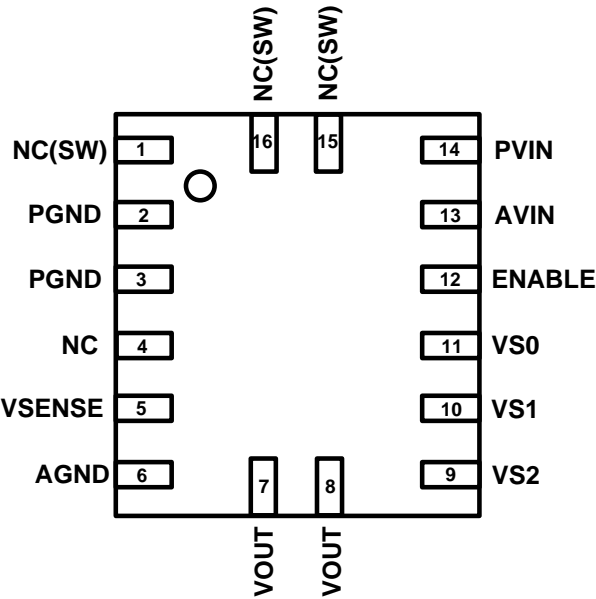 NC(SW)
NC(SW)
16
15
NC(SW) 1
14 PVIN
PGND 2
13 AVIN
PGND 3
12 ENABLE
NC 4
11 VS0
VSENSE 5
10 VS1
AGND 6
9 VS2
7
8
VOUT
VOUT